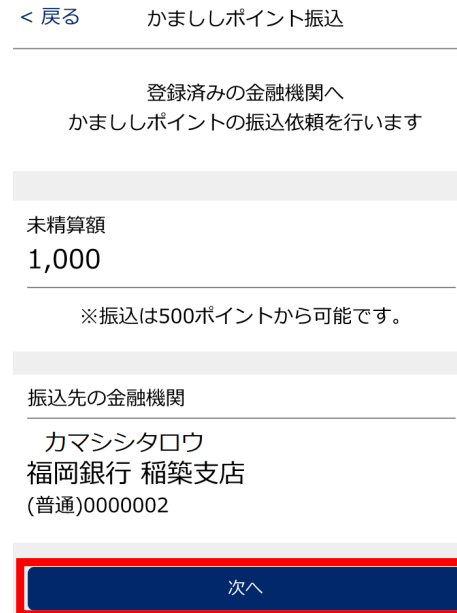 < 戻る かまししポイント振込
登録済みの金融機関へ
かまししポイントの振込依頼を行います
未精算額
1,000
※振込は500ポイントから可能です。
振込先の金融機関
カマシシタロウ
福岡銀行 稲築支店
(普通)0000002
次へ